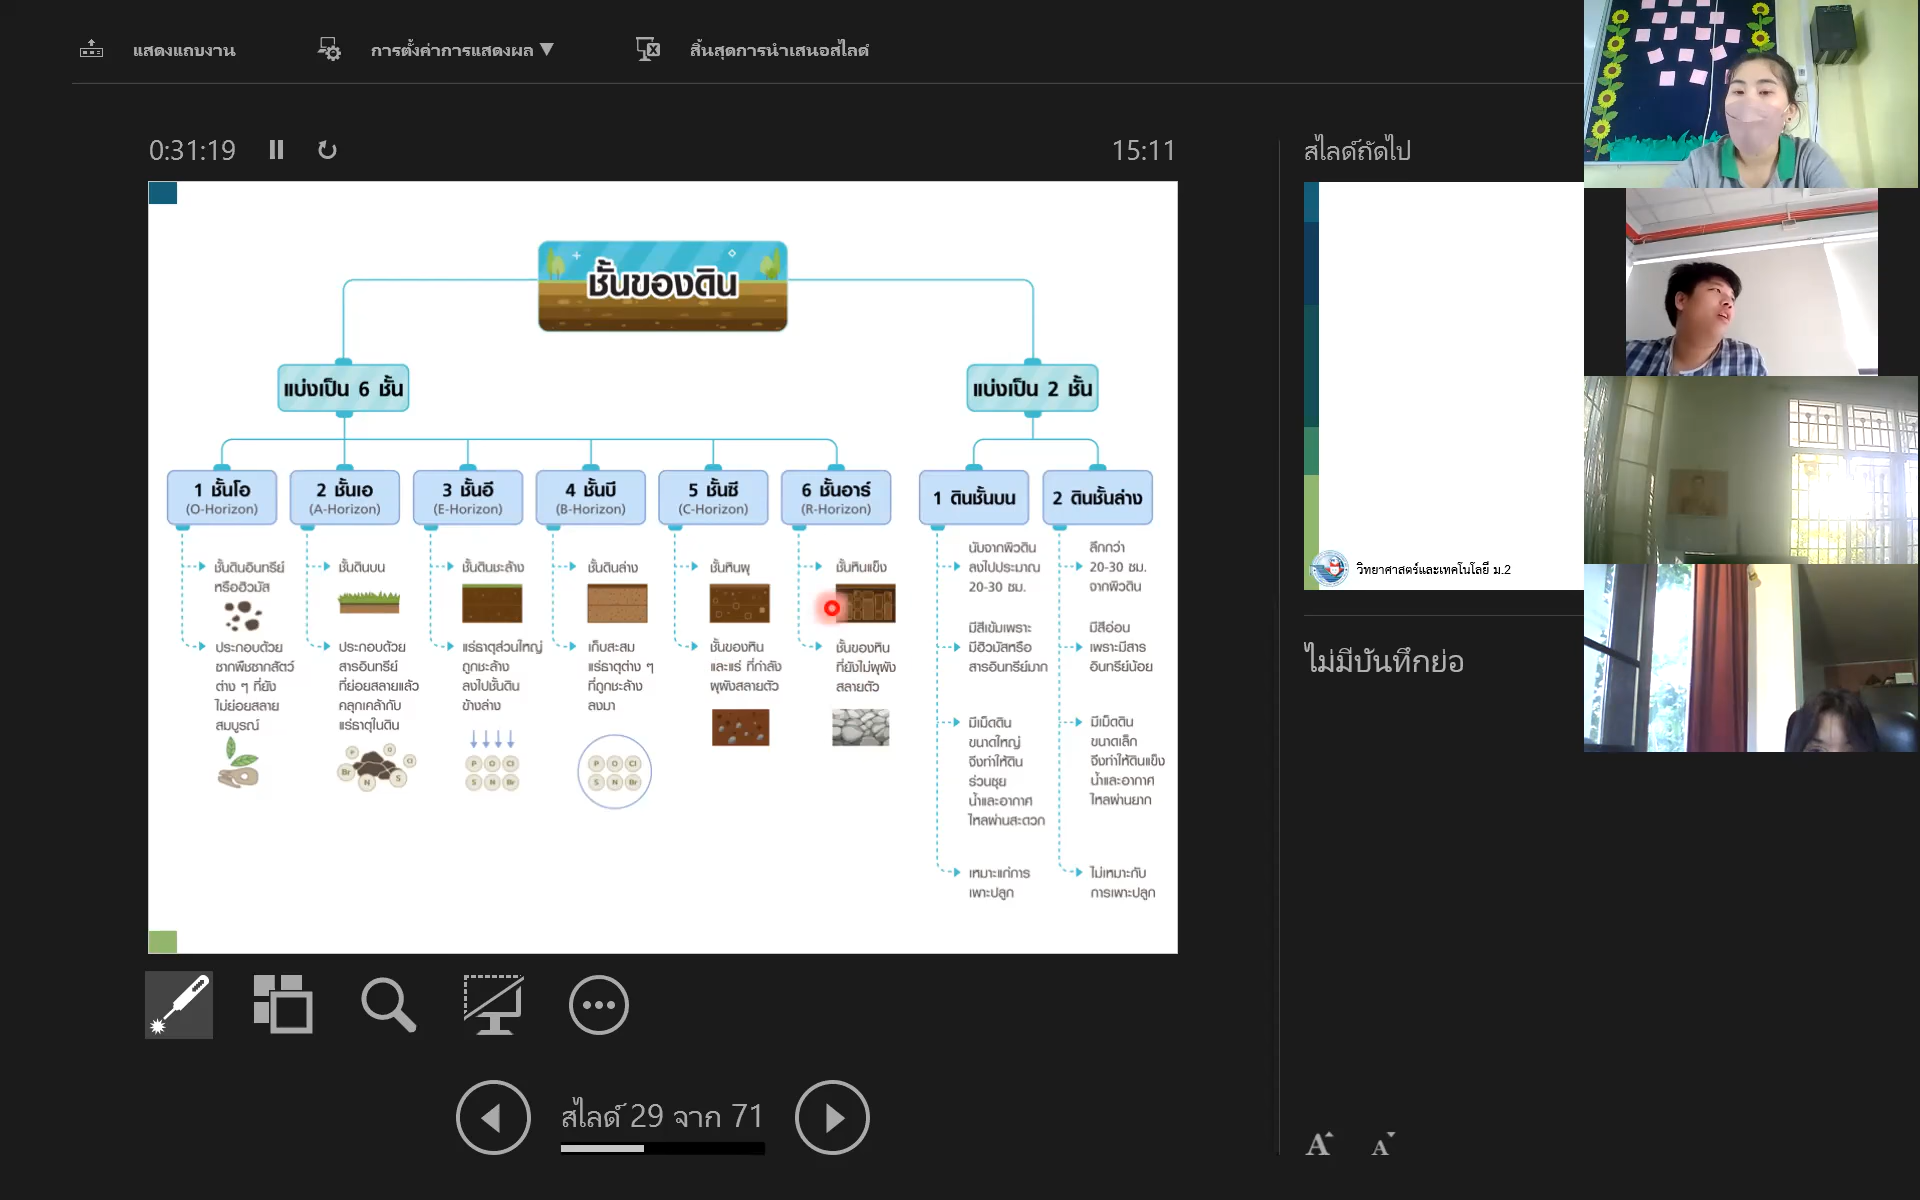 แสดงแถบงาน
การตั้งค่าการแสดงผล ▼
สิ้นสุดการนำเสนอสไลด์
0:31:19
15:11
สไลด์ถัดไป
ชั้นของดิน
แบ่งเป็น 6 ชั้น
แบ่งเป็น 2 ชั้น
1 ชั้นโอ
(O-Horizon)
2 ชั้นเอ
(A-Horizon)
3 ชั้นอี
(E-Horizon)
4 ชั้นบี
(B-Horizon)
5 ชั้นซี
(C-Horizon)
6 ชั้นอาร์
(R-Horizon)
1 ดินชั้นบน
2 ดินชั้นล่าง
ชั้นดินอินทรีย์
หรือฮิวมัส
ประกอบด้วย
ซากพืชซากสัตว์
ต่าง ๆ ที่ยัง
ไม่ย่อยสลาย
สมบูรณ์
ชั้นดินบน
ประกอบด้วย
สารอินทรีย์
ที่ย่อยสลายแล้ว
คลุกเคล้ากับ
แร่ธาตุในดิน
P
O
Cl
Br
N
S
ชั้นดินชะล้าง
แร่ธาตุส่วนใหญ่
ถูกชะล้าง
ลงไปชั้นดิน
ข้างล่าง
P O Cl
S N Br
ชั้นดินล่าง
เก็บสะสม
แร่ธาตุต่าง ๆ
ที่ถูกชะล้าง
ลงมา
P O Cl
S N Br
ชั้นหินผุ
ชั้นของหิน
และแร่ ที่กำลัง
ผุพังสลายตัว
ชั้นหินแข็ง
ชั้นของหิน
ที่ยังไม่ผุพัง
สลายตัว
นับจากผิวดิน
ลงไปประมาณ
20-30 ซม.
มีสีเข้มเพราะ
มีฮิวมัสหรือ
สารอินทรีย์มาก
มีเม็ดดิน
ขนาดใหญ่
จึงทำให้ดิน
ร่วนซุย
น้ำและอากาศ
ไหลผ่านสะดวก
เหมาะแก่การ
เพาะปลูก
ลึกกว่า
20-30 ซม.
จากผิวดิน
มีสีอ่อน
เพราะมีสาร
อินทรีย์น้อย
มีเม็ดดิน
ขนาดเล็ก
จึงทำให้ดินแข็ง
น้ำและอากาศ
ไหลผ่านยาก
ไม่เหมาะกับ
การเพาะปลูก
วิทยาศาสตร์และเทคโนโลยี ม.2
ไม่มีบันทึกย่อ
สไลด์ 29 จาก 71
A A